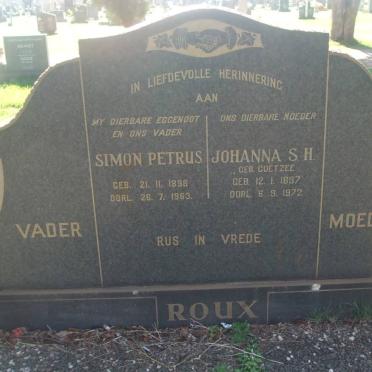 IN LIEFDEVOLLE HERINNERING
AAN
MY DIERBARE EGGENOOT
EN ONS VADER
SIMON PETRUS
GEB. 21. 11. 1898
OORL. 26. 7. 1963.
ONS DIERBARE MOEDER
JOHANNA S. H.
(GEB. COETZEE)
GEB. 12. 1. 1897
OORL. 6. 9. 1972
VADER
MOED
RUS IN VREDE
ROUX